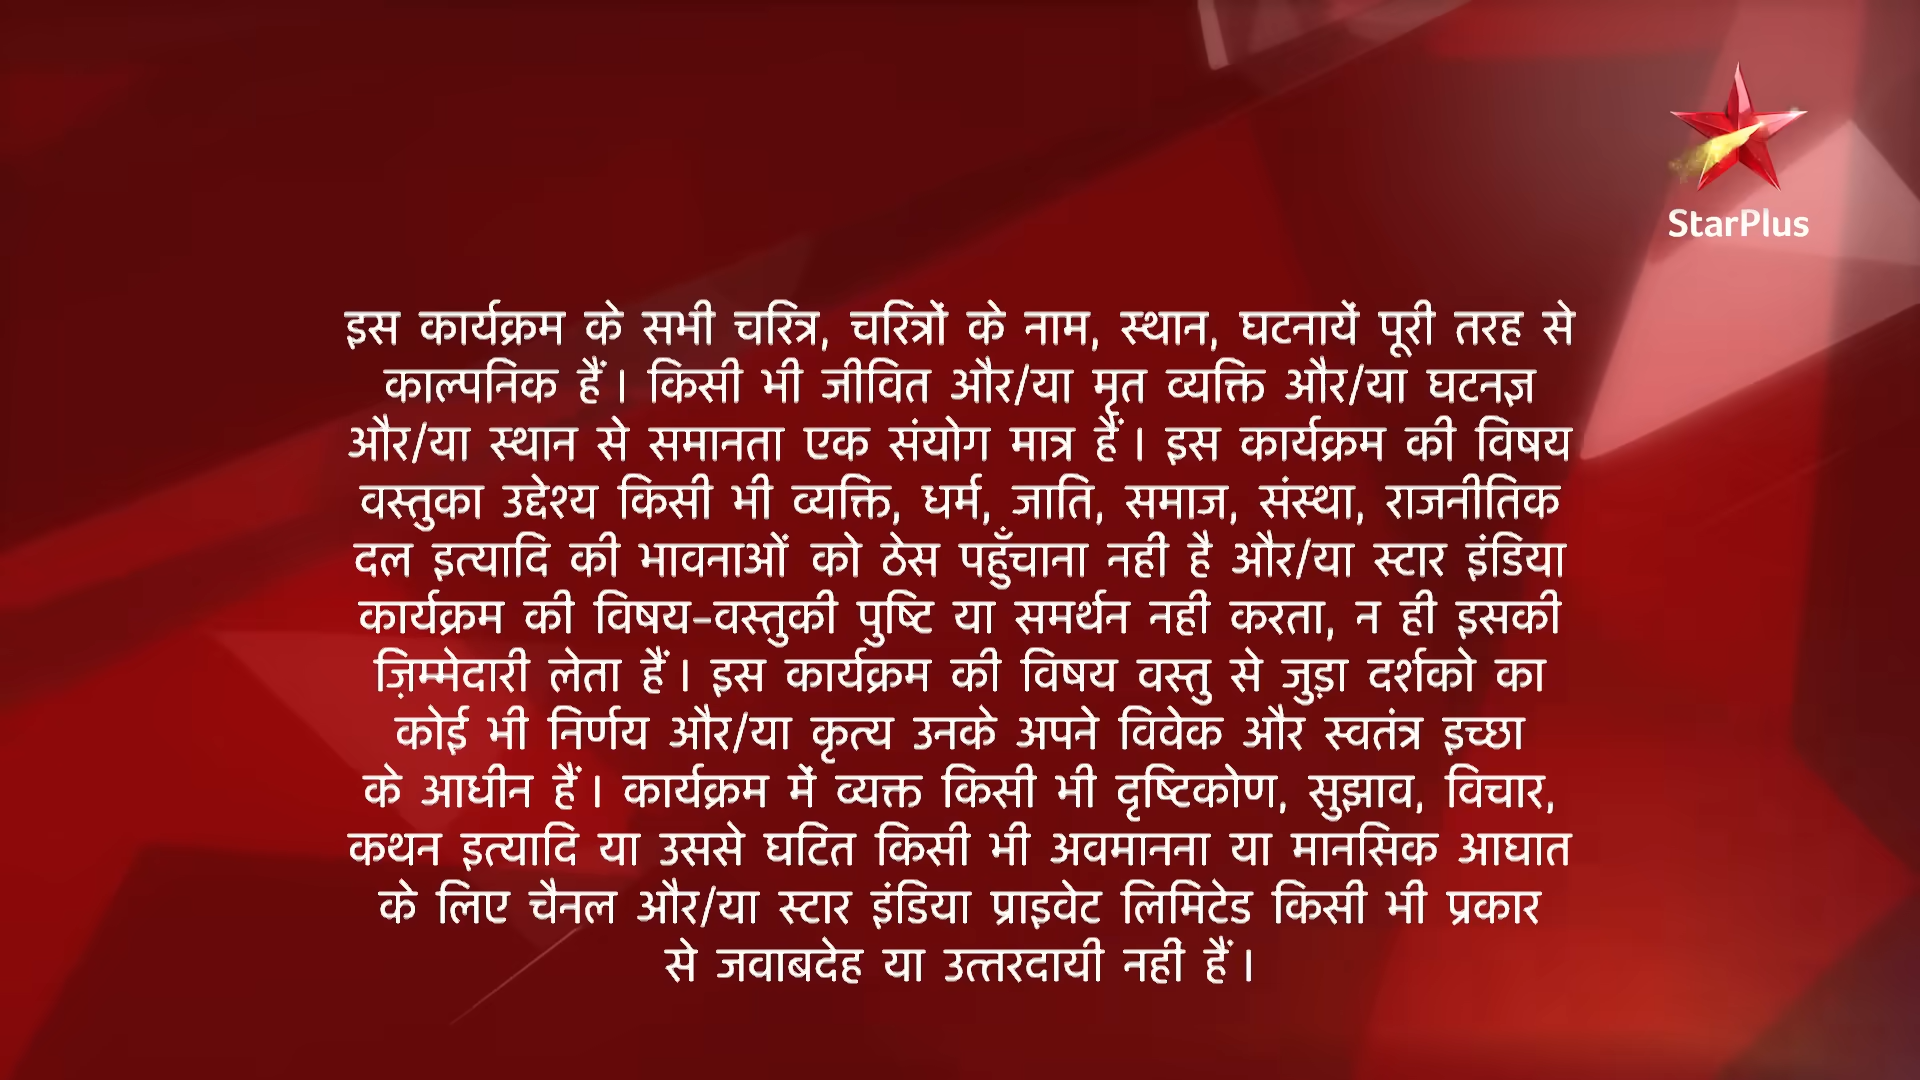 StarPlus
इस कार्यक्रम के सभी चरित्र, चरित्रों के नाम, स्थान, घटनायें पूरी तरह से
काल्पनिक हैं। किसी भी जीवित और/या मृत व्यक्ति और/या घटनज्ञ
और/या स्थान से समानता एक संयोग मात्र हैं। इस कार्यक्रम की विषय
वस्तुका उद्देश्य किसी भी व्यक्ति, धर्म, जाति, समाज, संस्था, राजनीतिक
दल इत्यादि की भावनाओं को ठेस पहुँचाना नही है और/या स्टार इंडिया
कार्यक्रम की विषय-वस्तुकी पुष्टि या समर्थन नही करता, न ही इसकी
ज़िम्मेदारी लेता हैं। इस कार्यक्रम की विषय वस्तु से जुड़ा दर्शको का
कोई भी निर्णय और/या कृत्य उनके अपने विवेक और स्वतंत्र इच्छा
के आधीन हैं। कार्यक्रम में व्यक्त किसी भी दृष्टिकोण, सुझाव, विचार,
कथन इत्यादि या उससे घटित किसी भी अवमानना या मानसिक आघात
के लिए चैनल और/या स्टार इंडिया प्राइवेट लिमिटेड किसी भी प्रकार
से जवाबदेह या उत्तरदायी नही हैं।